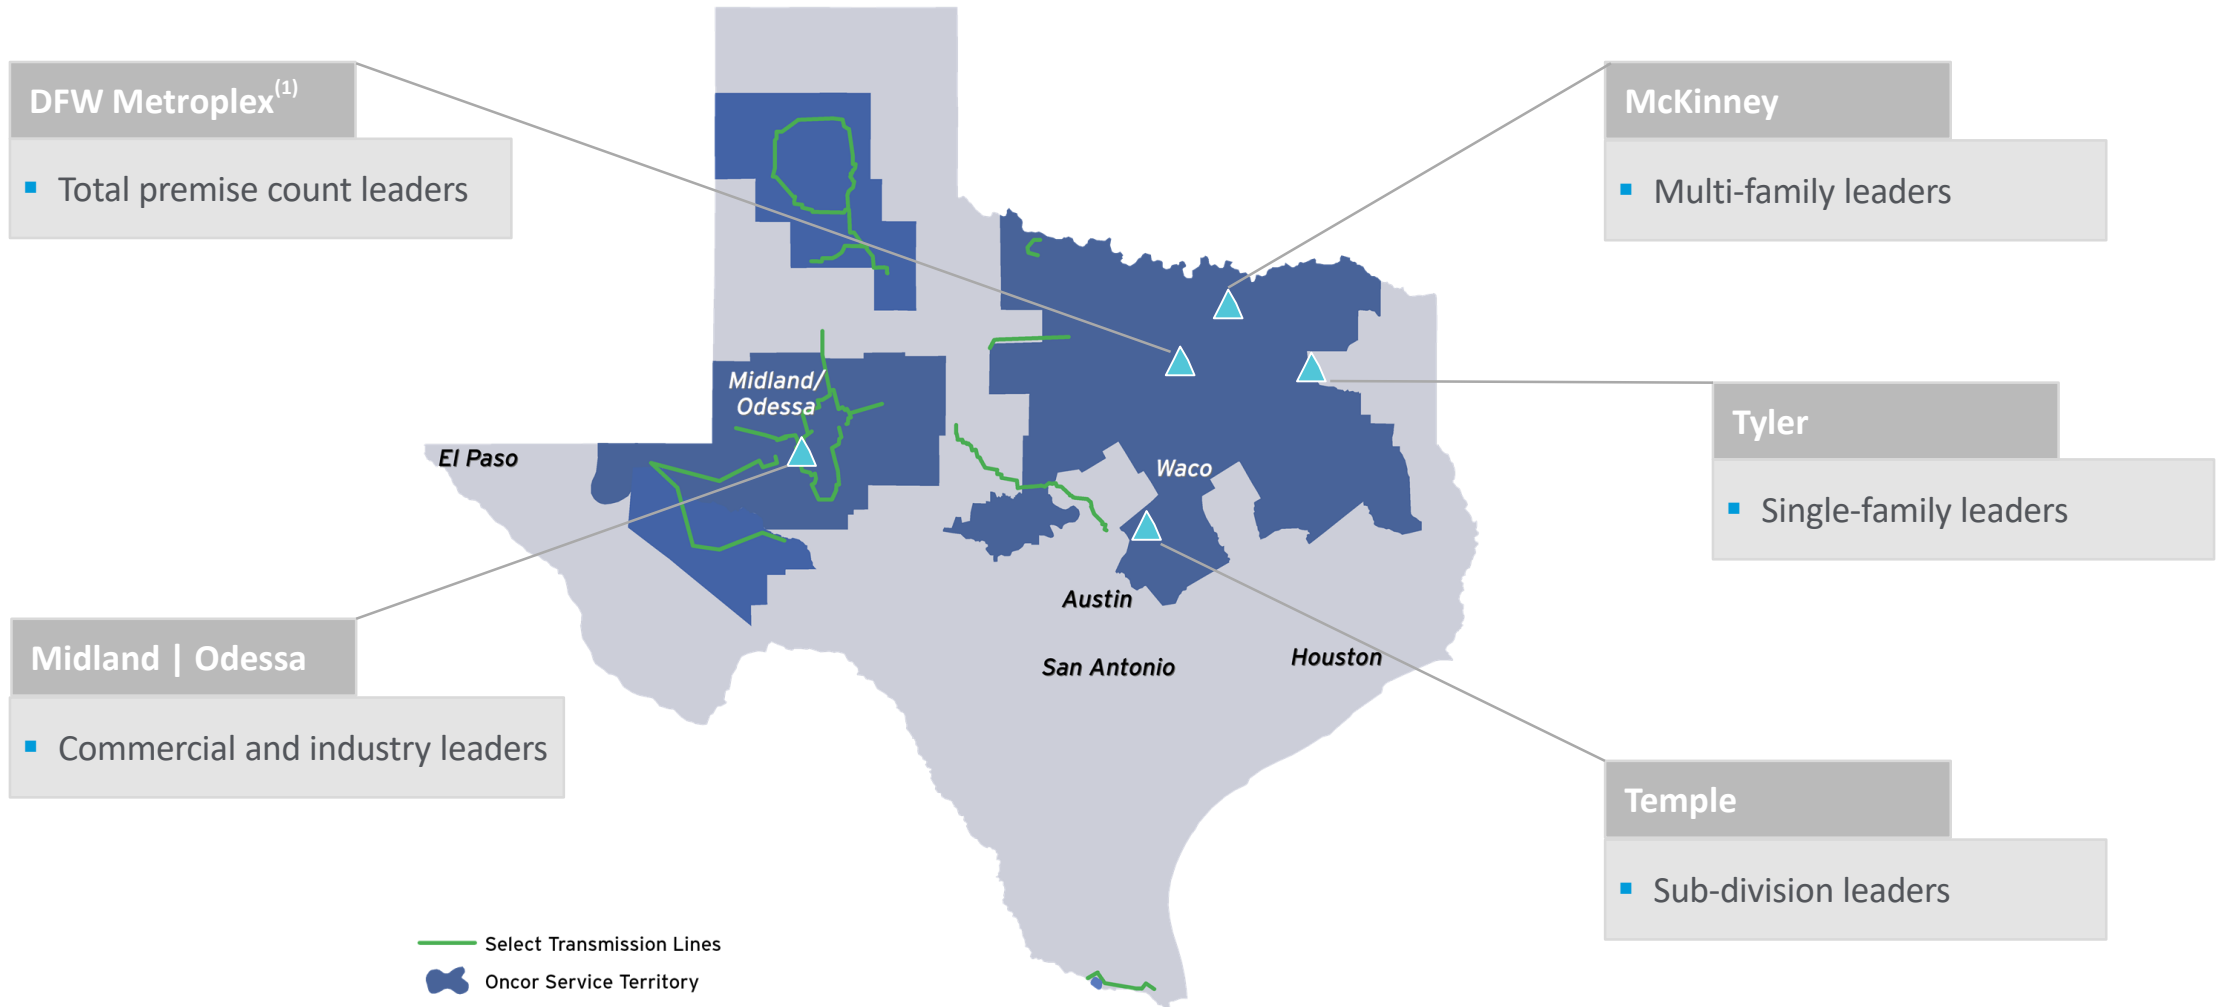 DFW Metroplex(1)
▪ Total premise count leaders
McKinney
▪ Multi-family leaders
Midland/
Odessa
El Paso
Waco
Tyler
▪ Single-family leaders
Austin
San Antonio
Houston
Midland | Odessa
▪ Commercial and industry leaders
Temple
▪ Sub-division leaders
Select Transmission Lines
Oncor Service Territory